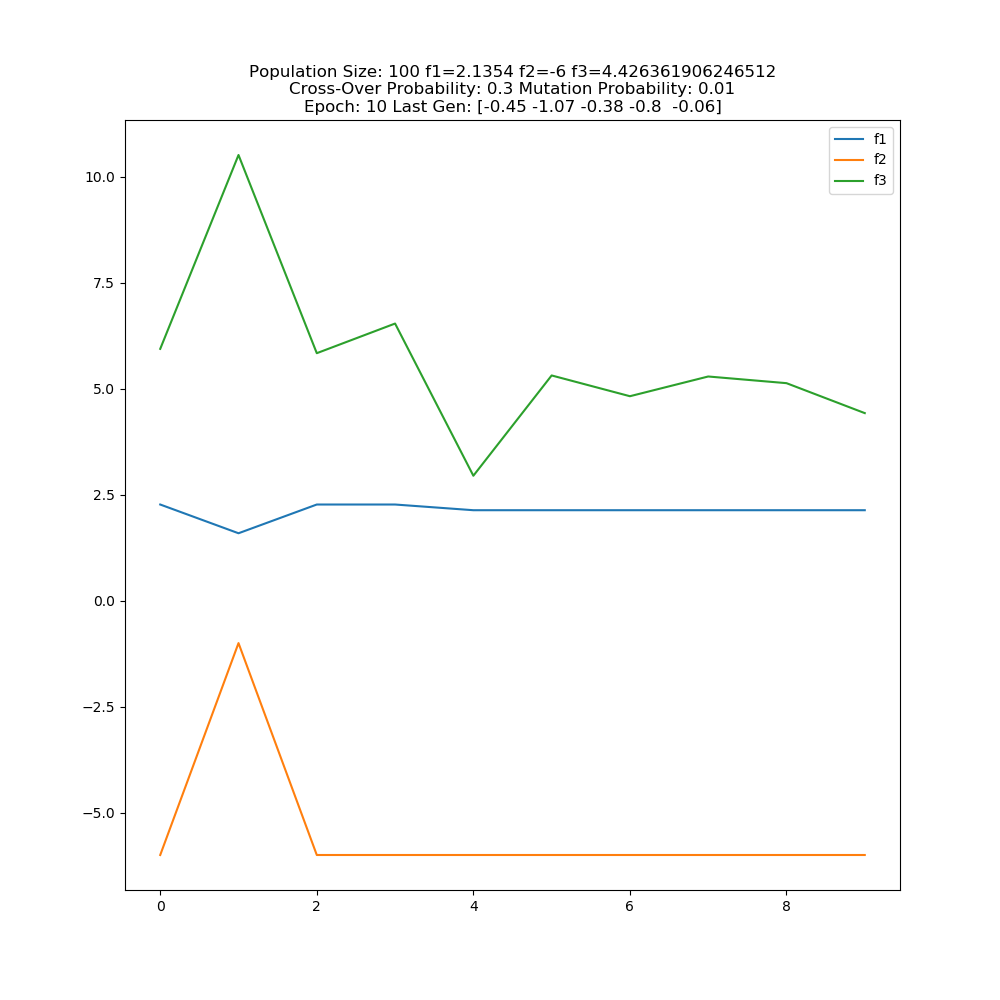 Population Size: 100 f1=2.1354 f2=-6 f3=4.426361906246512
Cross-Over Probability: 0.3 Mutation Probability: 0.01
Epoch: 10 Last Gen: [-0.45 -1.07 -0.38 -0.8  -0.06]
f1
f2
f3
10.0
7.5
5.0
2.5
0.0
−2.5
−5.0
0 2 4 6 8